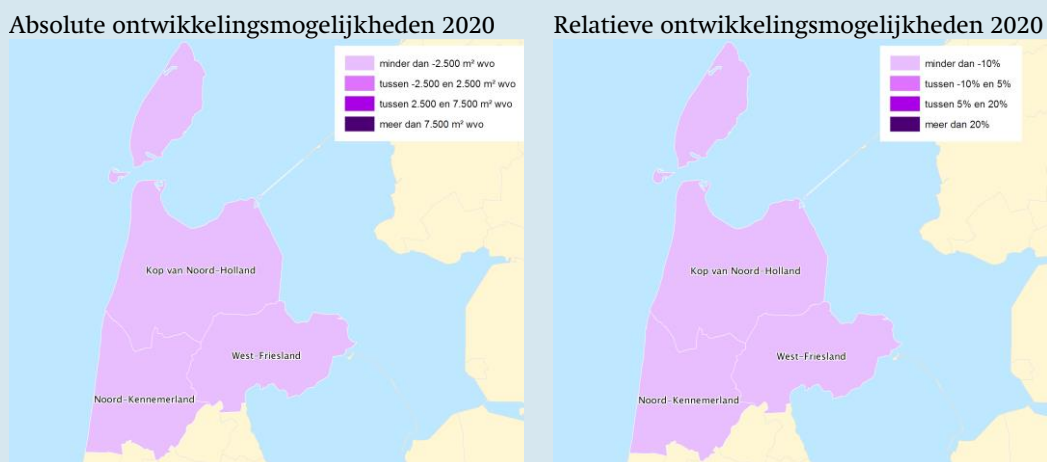 Absolute ontwikkelingsmogelijkheden 2020
minder dan -2.500 m² wvo
tussen -2.500 en 2.500 m² wvo
tussen 2.500 en 7.500 m² wvo
meer dan 7.500 m² wvo
Kop van Noord-Holland
West-Friesland
Noord-Kennemerland
Relatieve ontwikkelingsmogelijkheden 2020
minder dan -10%
tussen -10% en 5%
tussen 5% en 20%
meer dan 20%
Kop van Noord-Holland
West-Friesland
Noord-Kennemerland